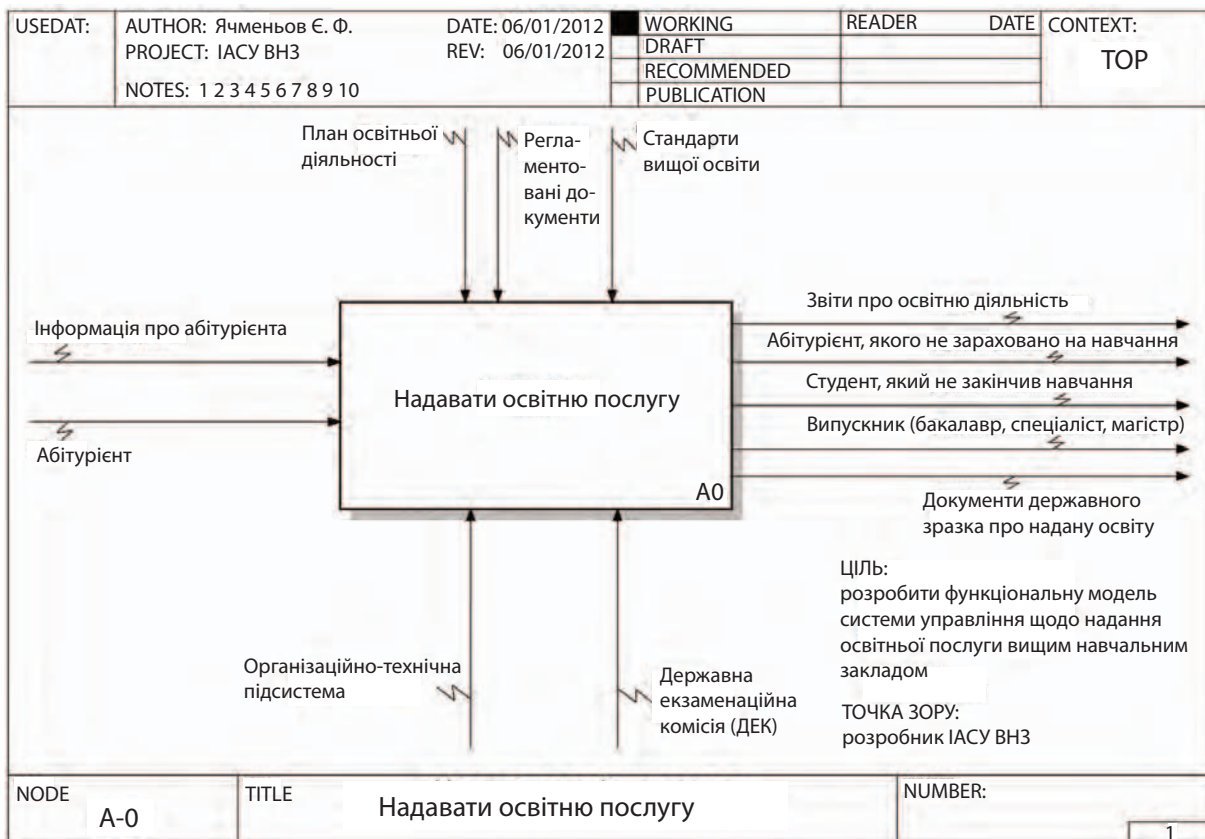 USEDAT:
AUTHOR: Ячменьов Є. Ф.
DATE: 06/01/2012
PROJECT: ІАСУ ВНЗ
REV: 06/01/2012
NOTES: 1 2 3 4 5 6 7 8 9 10
WORKING
DRAFT
RECOMMENDED
PUBLICATION
READER DATE
CONTEXT:
TOP
План освітньої
діяльності
Регла-
менто-
вані до-
кументи
Стандарти
вищої освіти
Інформація про абітурієнта
Абітурієнт
Надавати освітню послугу
A0
Звіти про освітню діяльність
Абітурієнт, якого не зараховано на навчання
Студент, який не закінчив навчання
Випускник (бакалавр, спеціаліст, магістр)
Документи державного
зразка про надану освіту
Організаційно-технічна
підсистема
Державна
екзаменаційна
комісія (ДЕК)
ЦІЛЬ:
розробити функціональну модель
системи управління щодо надання
освітньої послуги вищим навчальним
закладом
ТОЧКА ЗОРУ:
розробник ІАСУ ВНЗ
NODE
A-0
TITLE
Надавати освітню послугу
NUMBER:
1